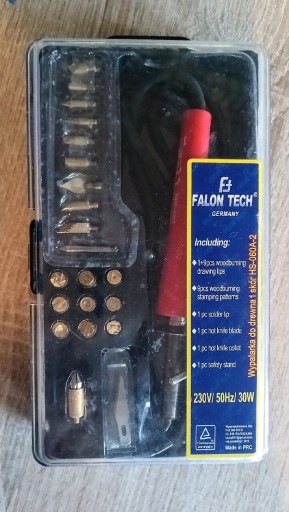 FALON TECH®
GERMANY
Including:
1+9pcs woodburning
drawing tips
9pcs woodburning
stamping patterns
1 pc solder tip
1 pc hot knife blade
1 pc hot knife collet
1 pc safety stand
230V/ 50Hz/ 30W
Wypalarka do drewna i skór HS-060A-2
Made in PRC